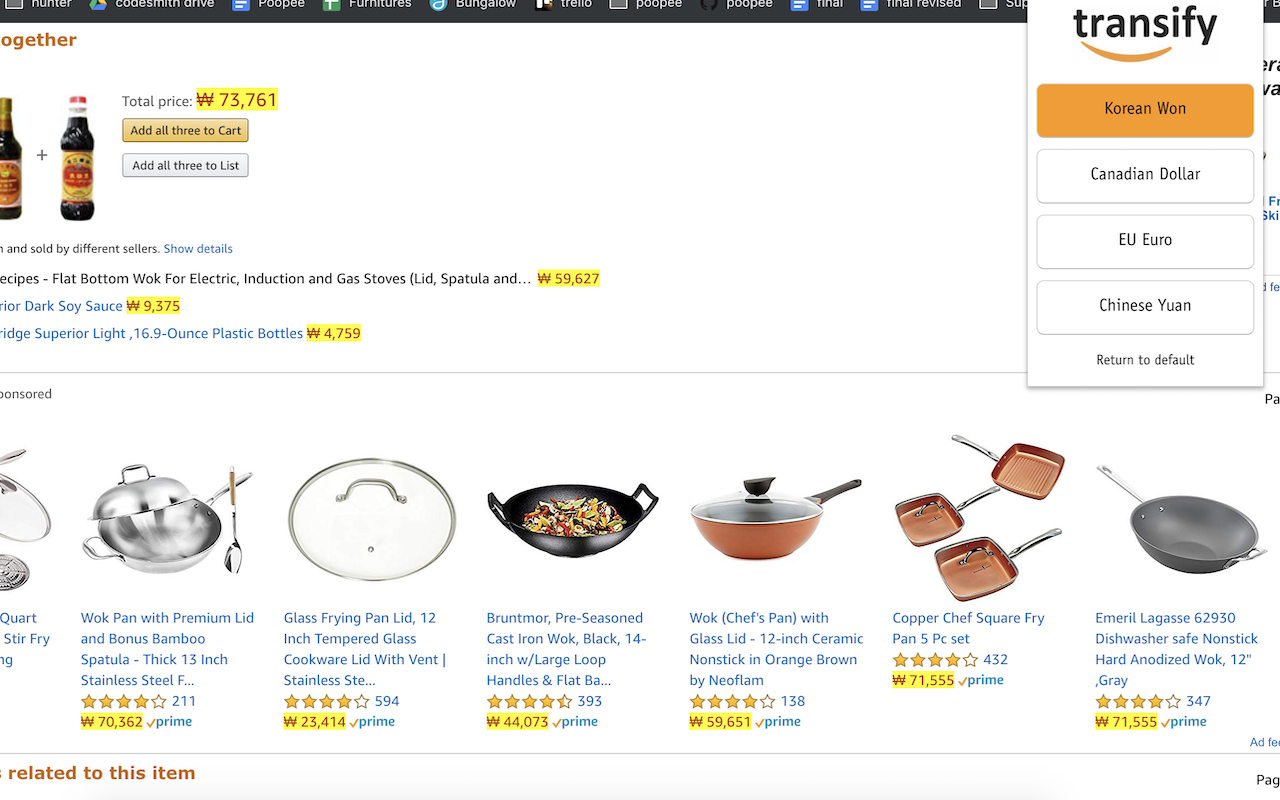 hunter codesmith drive Poopee Furnitures Bungalow trello poopee poopee final final revised
transify
ogether
Total price: ₩ 73,761
Add all three to Cart
+
Add all three to List
Korean Won
Canadian Dollar
EU Euro
Chinese Yuan
Return to default
n and sold by different sellers. Show details
ecipes - Flat Bottom Wok For Electric, Induction and Gas Stoves (Lid, Spatula and… ₩ 59,627
rior Dark Soy Sauce ₩ 9,375
ridge Superior Light ,16.9-Ounce Plastic Bottles ₩ 4,759
ponsored
Pa
Quart
Stir Fry
ng
Wok Pan with Premium Lid
and Bonus Bamboo
Spatula - Thick 13 Inch
Stainless Steel F...
211
₩ 70,362 prime
Glass Frying Pan Lid, 12
Inch Tempered Glass
Cookware Lid With Vent |
Stainless Ste...
594
₩ 23,414 prime
Bruntmor, Pre-Seasoned
Cast Iron Wok, Black, 14-
inch w/Large Loop
Handles & Flat Ba...
393
₩ 44,073 prime
Wok (Chef's Pan) with
Glass Lid - 12-inch Ceramic
Nonstick in Orange Brown
by Neoflam
138
₩ 59,651 prime
Copper Chef Square Fry
Pan 5 Pc set
432
₩ 71,555 prime
Emeril Lagasse 62930
Dishwasher safe Nonstick
Hard Anodized Wok, 12"
,Gray
347
₩ 71,555 prime
Ad fee
s related to this item
Pag